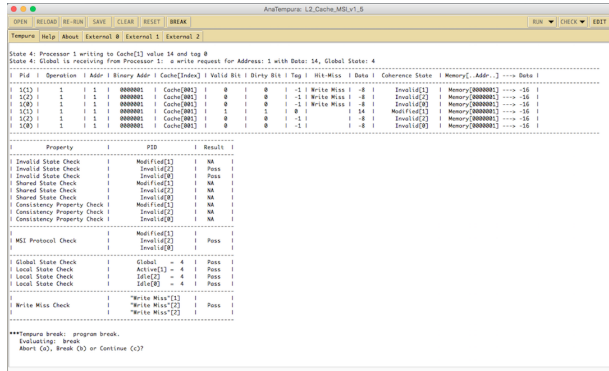 AnaTempura: L2_Cache_MSI_v1_5
OPEN RELOAD RE-RUN SAVE CLEAR RESET BREAK RUN CHECK EDIT
Tempura Help About External 0 External 1 External 2
State 4: Processor 1 writing to Cache[1] value 14 and tag 0
State 4: Global is receiving from Processor 1: a write request for Address: 1 with Data: 14, Global State: 4
| Pid | Operation | Addr | Binary Addr | Cache[Index] | Valid Bit | Dirty Bit | Tag | Hit-Miss | Data | Coherence State | Memory[..Addr..] ---> Data |
| 1(1) | 1 | 1 | 0000001 | Cache[001] | 0 | 0 | -1 | Write Miss | -8 | Invalid[1] | Memory[0000001] ---> -16 |
| 1(2) | 1 | 1 | 0000001 | Cache[001] | 0 | 0 | -1 | Write Miss | -8 | Invalid[2] | Memory[0000001] ---> -16 |
| 1(0) | 1 | 1 | 0000001 | Cache[001] | 0 | 0 | -1 | Write Miss | -8 | Invalid[0] | Memory[0000001] ---> -16 |
| 1(1) | 1 | 1 | 0000001 | Cache[001] | 1 | 1 | 0 | | 14 | Modified[1] | Memory[0000001] ---> -16 |
| 1(2) | 1 | 1 | 0000001 | Cache[001] | 0 | 0 | -1 | | -8 | Invalid[2] | Memory[0000001] ---> -16 |
| 1(0) | 1 | 1 | 0000001 | Cache[001] | 0 | 0 | -1 | | -8 | Invalid[0] | Memory[0000001] ---> -16 |
| Property | PID | Result |
| Invalid State Check | Modified[1] | NA |
| Invalid State Check | Invalid[2] | Pass |
| Invalid State Check | Invalid[0] | Pass |
| Shared State Check | Modified[1] | NA |
| Shared State Check | Invalid[2] | NA |
| Shared State Check | Invalid[0] | NA |
| Consistency Property Check | Modified[1] | NA |
| Consistency Property Check | Invalid[2] | NA |
| Consistency Property Check | Invalid[0] | NA |
| | Modified[1] | |
| MSI Protocol Check | Invalid[2] | Pass |
| | Invalid[0] | |
| Global State Check | Global = 4 | Pass |
| Local State Check | Active[1] = 4 | Pass |
| Local State Check | Idle[2] = 4 | Pass |
| Local State Check | Idle[0] = 4 | Pass |
| | "Write Miss"[1] | |
| Write Miss Check | "Write Miss"[2] | Pass |
| | "Write Miss"[2] | |
***Tempura break: program break.
Evaluating: break
Abort (a), Break (b) or Continue (c)?